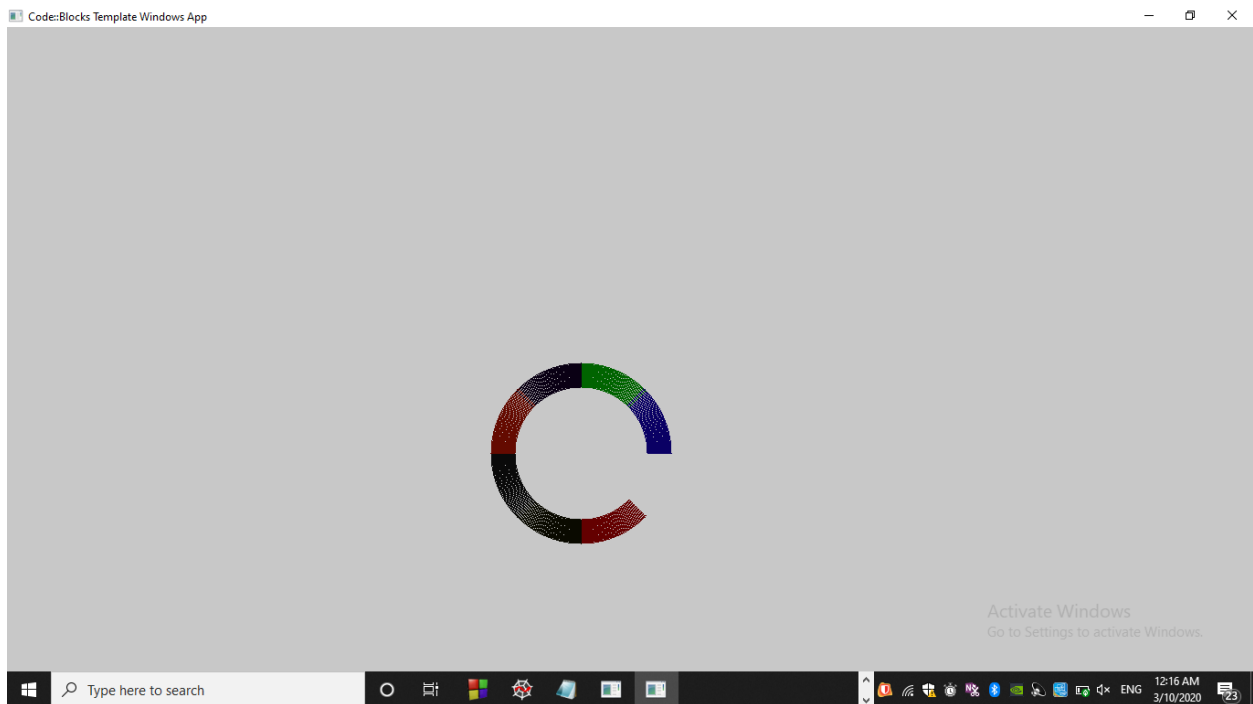 Code::Blocks Template Windows App
Activate Windows
Go to Settings to activate Windows.
Type here to search
ENG
12:16 AM
3/10/2020
23